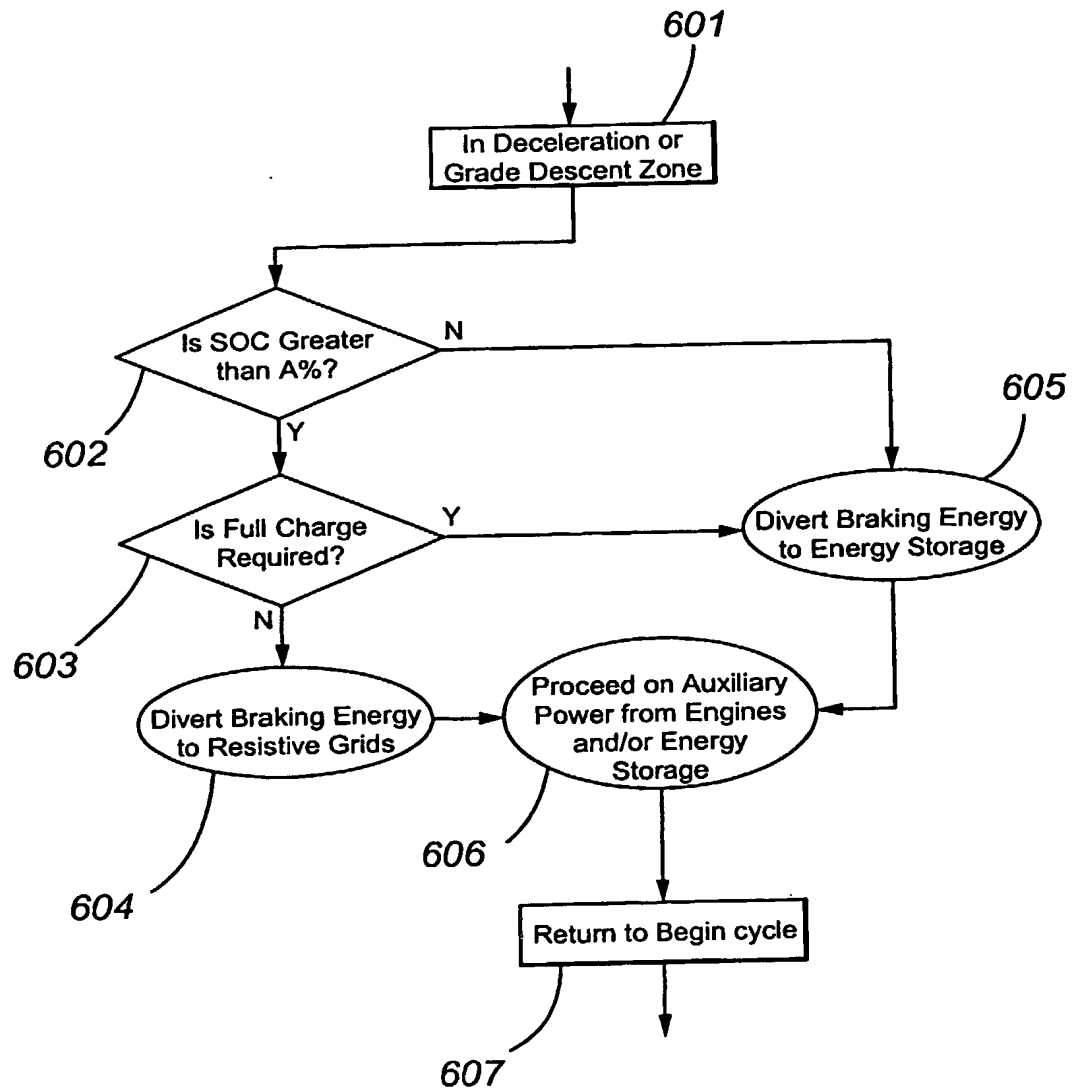 601
In Deceleration or
Grade Descent Zone
Is SOC Greater
than A%?
N
Y
602
605
Is Full Charge
Required?
Y
N
603
Divert Braking Energy
to Energy Storage
Divert Braking Energy
to Resistive Grids
604
Proceed on Auxiliary
Power from Engines
and/or Energy
Storage
606
Return to Begin cycle
607